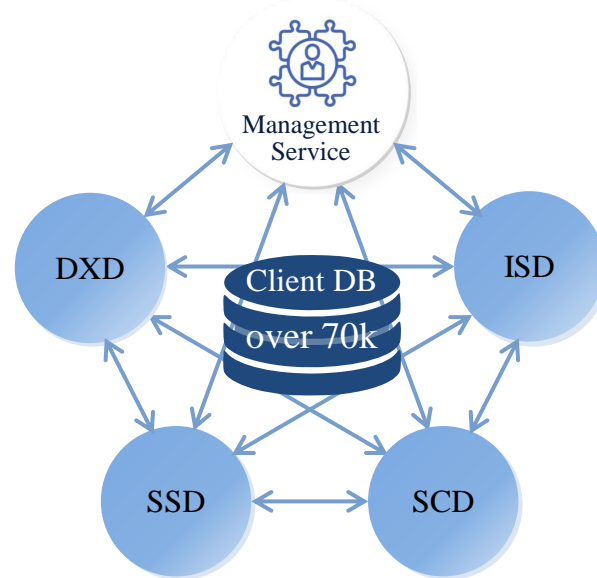 Management
Service
DXD
ISD
Client DB
over 70k
SSD
SCD